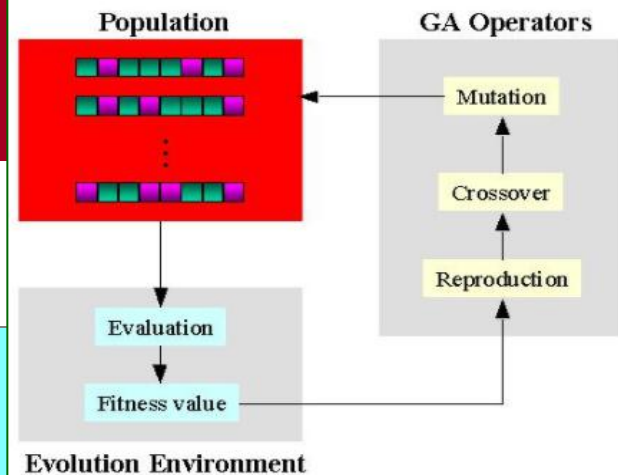 Population
GA Operators
Mutation
Crossover
Reproduction
Evaluation
Fitness value
Evolution Environment